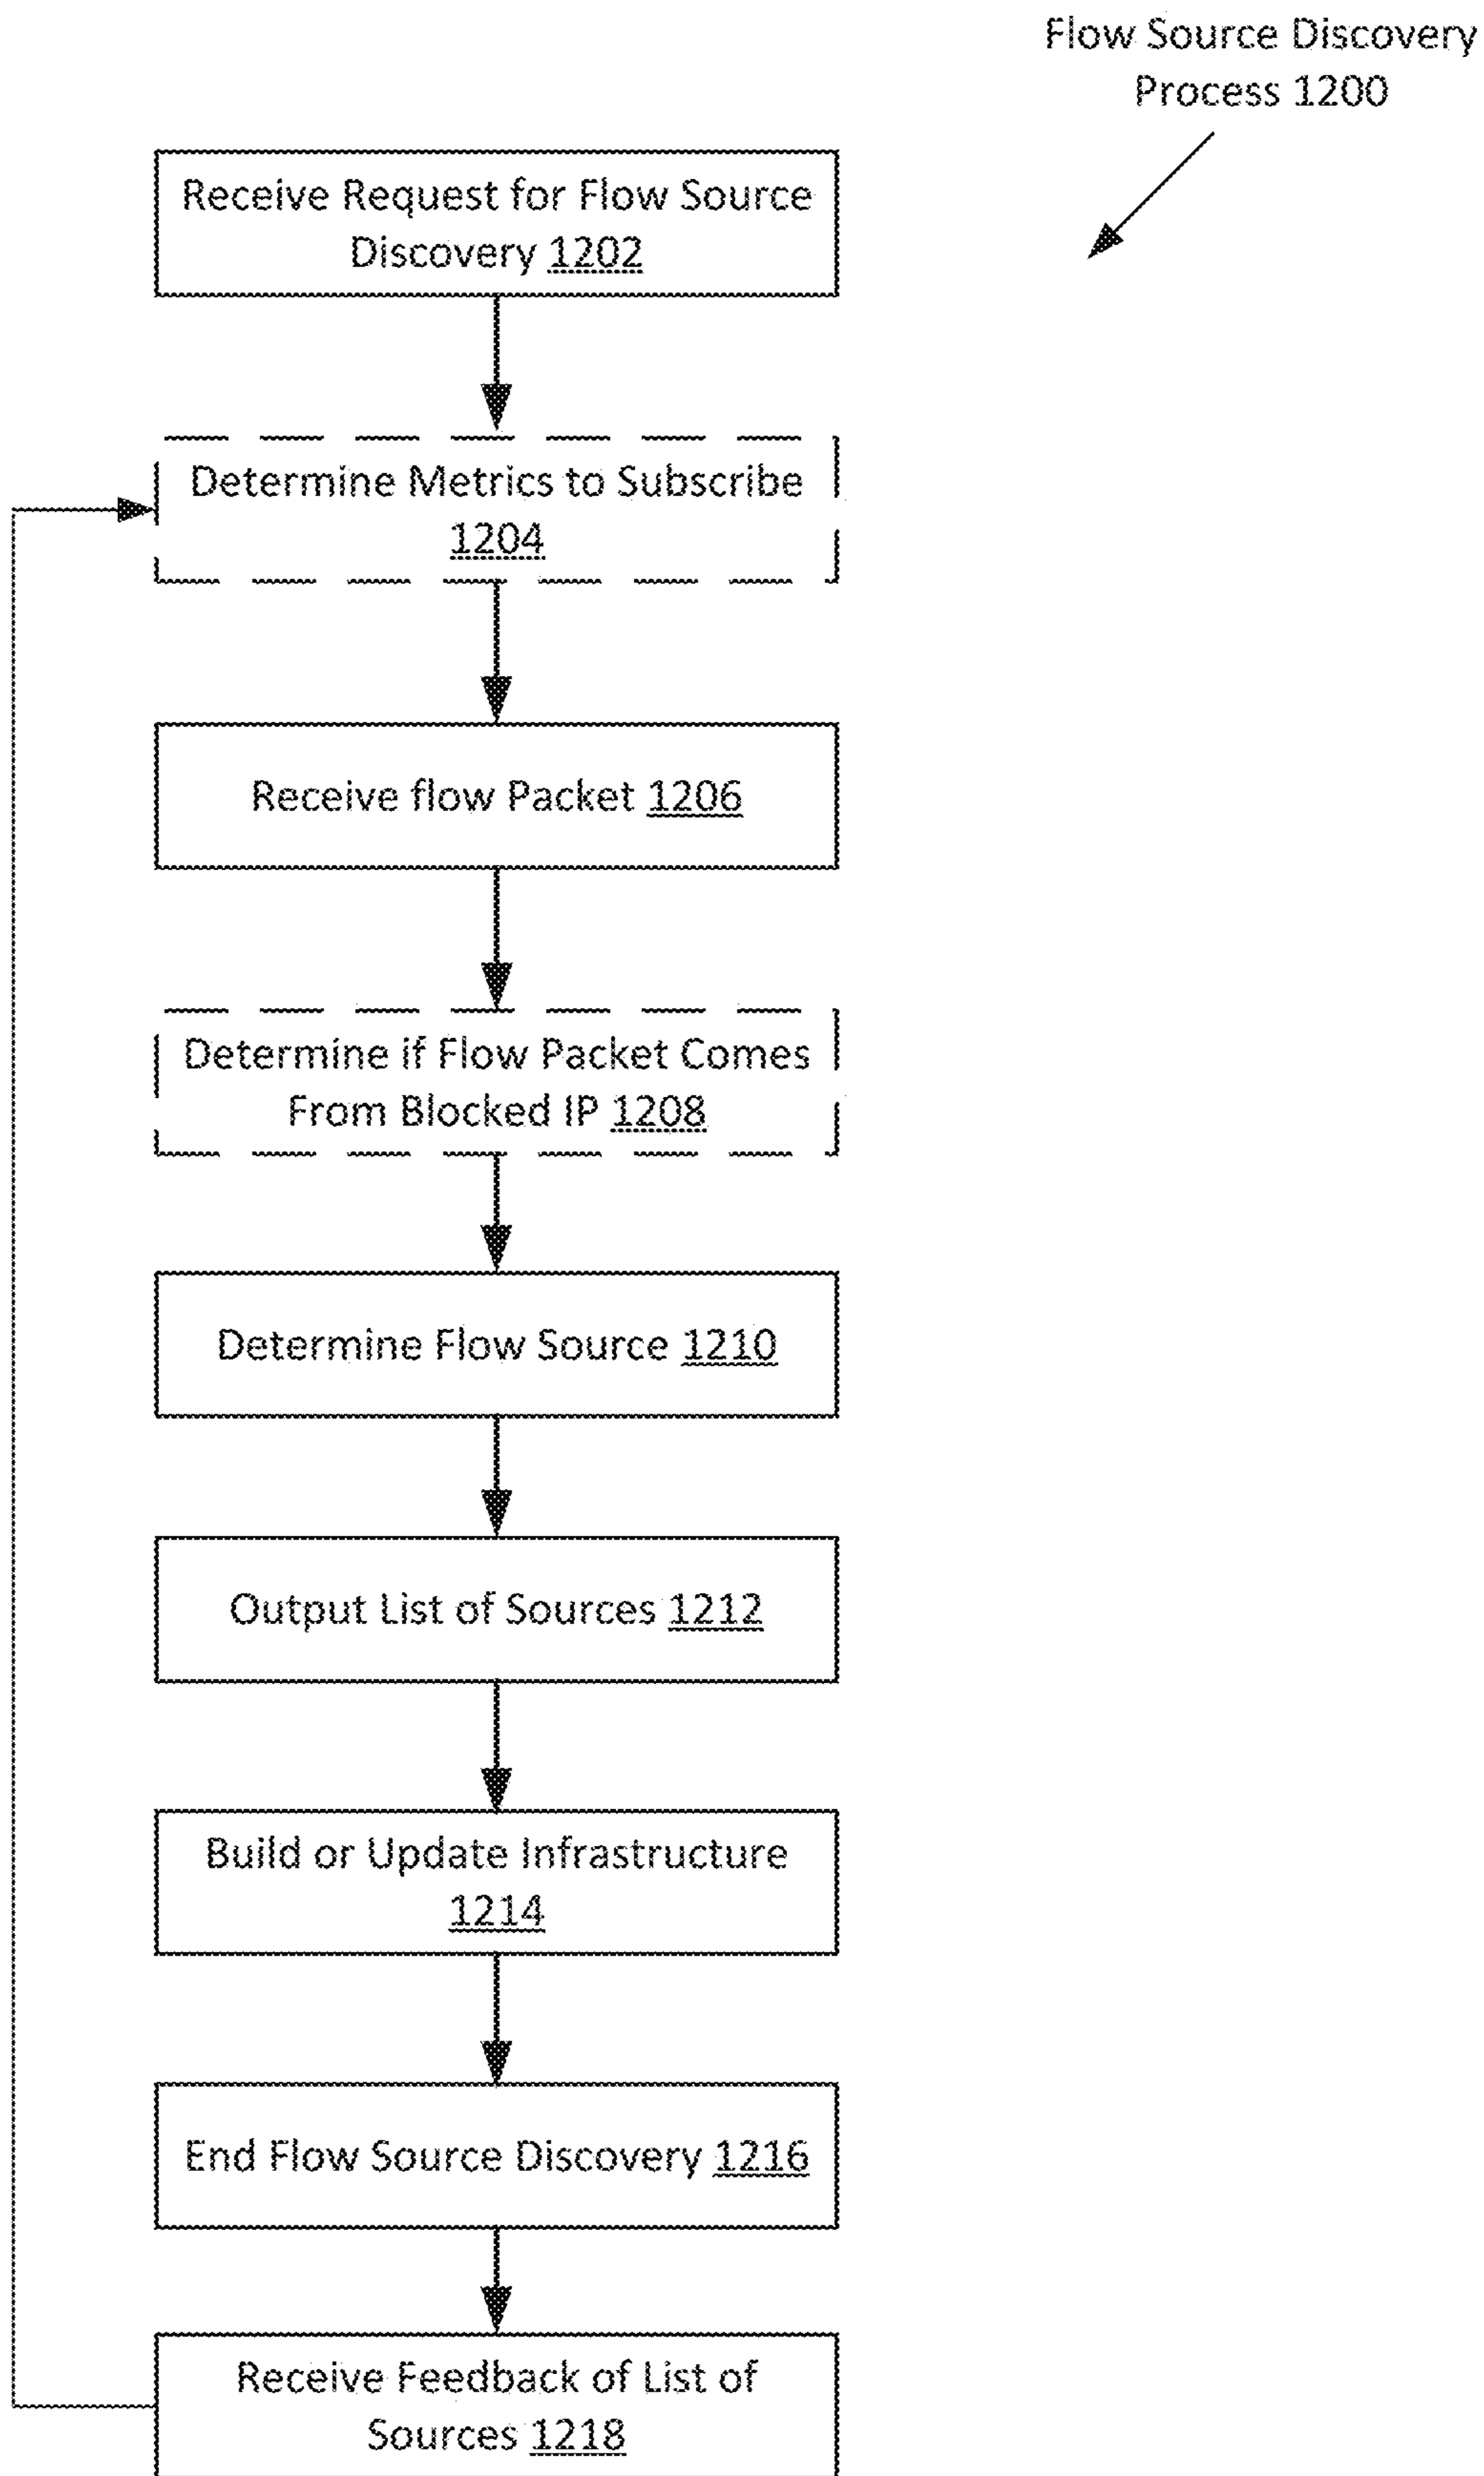 Flow Source Discovery
Process 1200
Receive Request for Flow Source
Discovery 1202
Determine Metrics to Subscribe
1204
Receive flow Packet 1206
Determine if Flow Packet Comes
From Blocked IP 1208
Determine Flow Source 1210
Output List of Sources 1212
Build or Update Infrastructure
1214
End Flow Source Discovery 1216
Receive Feedback of List of
Sources 1218